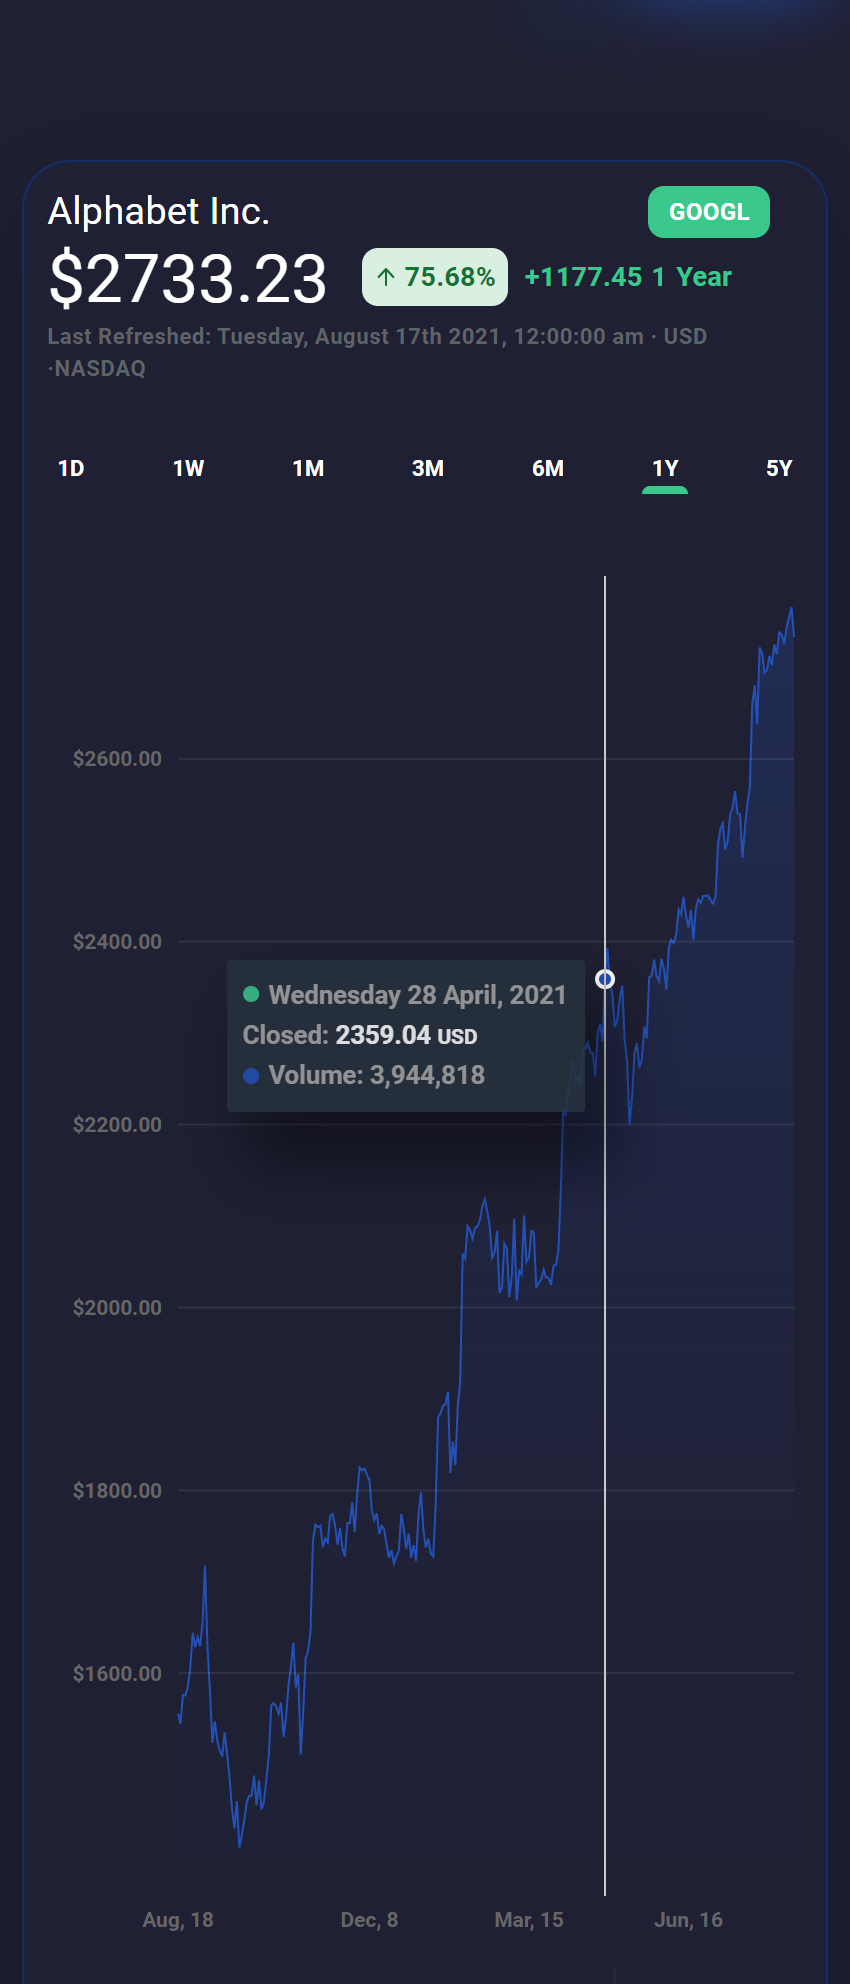 Alphabet Inc.
GOOGL
$2733.23
↑ 75.68%
+1177.45 1 Year
Last Refreshed: Tuesday, August 17th 2021, 12:00:00 am · USD
·NASDAQ
1D 1W 1M 3M 6M 1Y 5Y
$2600.00
$2400.00
Wednesday 28 April, 2021
Closed: 2359.04 USD
Volume: 3,944,818
$2200.00
$2000.00
$1800.00
$1600.00
Aug, 18 Dec, 8 Mar, 15 Jun, 16